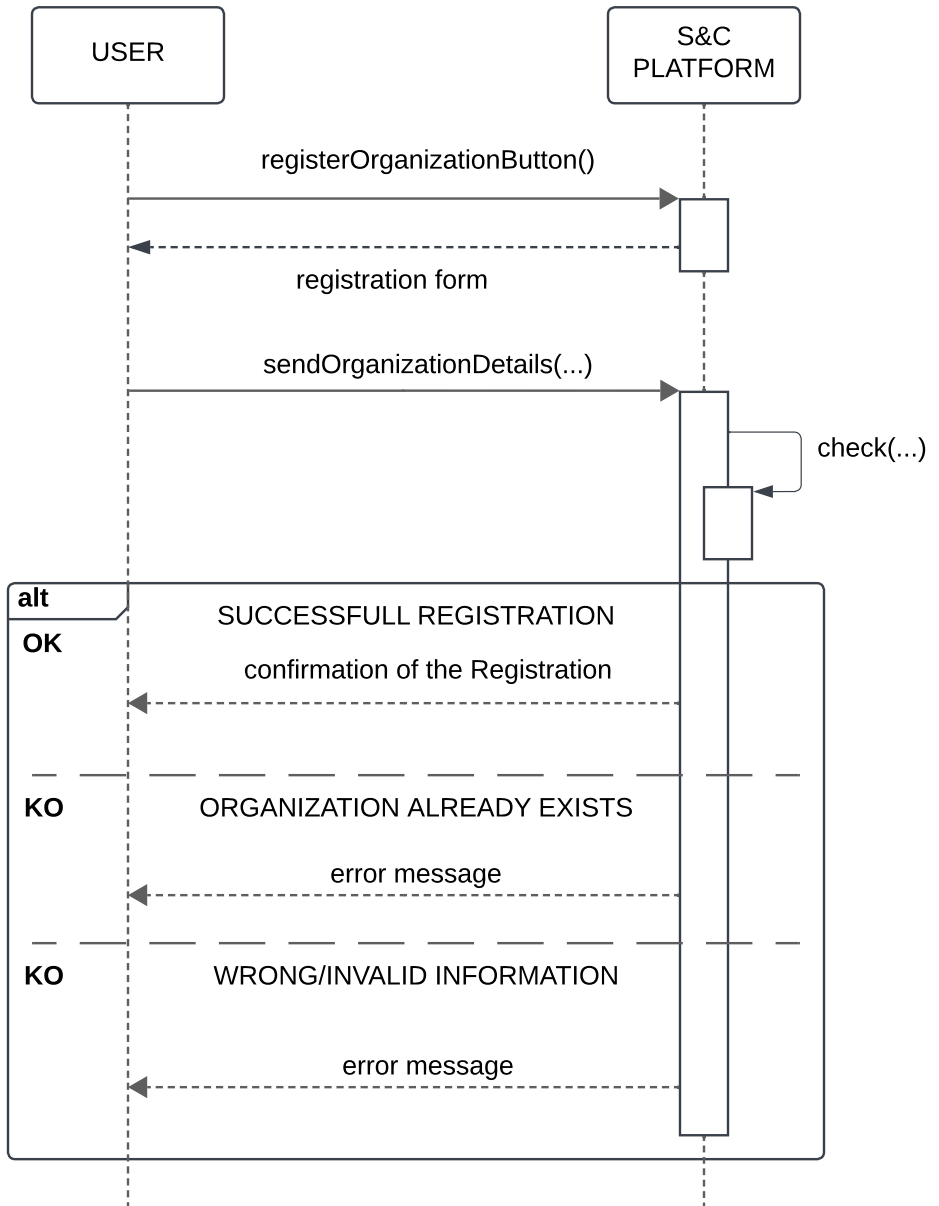 USER
S&C
PLATFORM
registerOrganizationButton()
registration form
sendOrganizationDetails(...)
check(...)
alt
SUCCESSFULL REGISTRATION
OK
confirmation of the Registration
KO
ORGANIZATION ALREADY EXISTS
error message
KO
WRONG/INVALID INFORMATION
error message